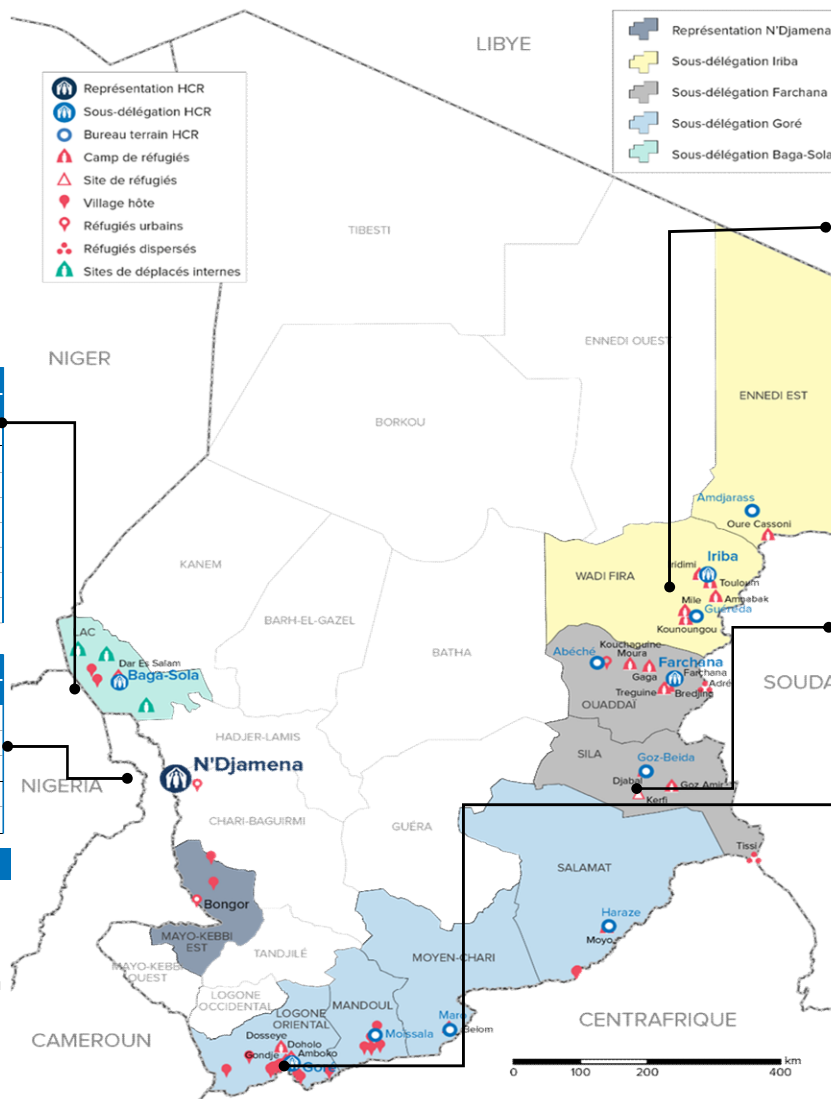 LIBYE
Représentation N'Djamena
Sous-délégation Iriba
Sous-délégation Farchana
Sous-délégation Goré
Sous-délégation Baga-Sola
Représentation HCR
Sous-délégation HCR
Bureau terrain HCR
Camp de réfugiés
Site de réfugiés
Village hôte
Réfugiés urbains
Réfugiés dispersés
Sites de déplacés internes
TIBESTI
ENNEDI OUEST
NIGER
ENNEDI EST
BORKOU
Amdjarass
Oure Cassoni
KANEM
WADI FIRA
Iriba
Iridimi
Touloum
Amnabak
Mile
Guéréda
Kounoungou
BARH-EL-GAZEL
BATHA
LAC
Dar Es Salam
Baga-Sola
Kouchaguine
Moura
Abéché
Farchana
Farchana
Gaga
Adré
Treguine
Bredjing
OUADDAÏ
SOUDA
HADJER-LAMIS
SILA
Goz-Beida
N'Djamena
Djabal
Goz Amir
Kerfi
NIGERIA
CHARI-BAGUIRMI
GUÉRA
Tissi
SALAMAT
Bongor
Haraze
Moyo
MAYO-KEBBI
EST
TANDJILÉ
MOYEN-CHARI
MAYO-KEBBI
OUEST
LOGONE
OCCIDENTAL
LOGONE
ORIENTAL
MANDOUL
Maro
Belom
CENTRAFRIQUE
CAMEROUN
Dosseye
Doholo
Moissala
Gondje
Amboko
Goré
km
0 100 200 400